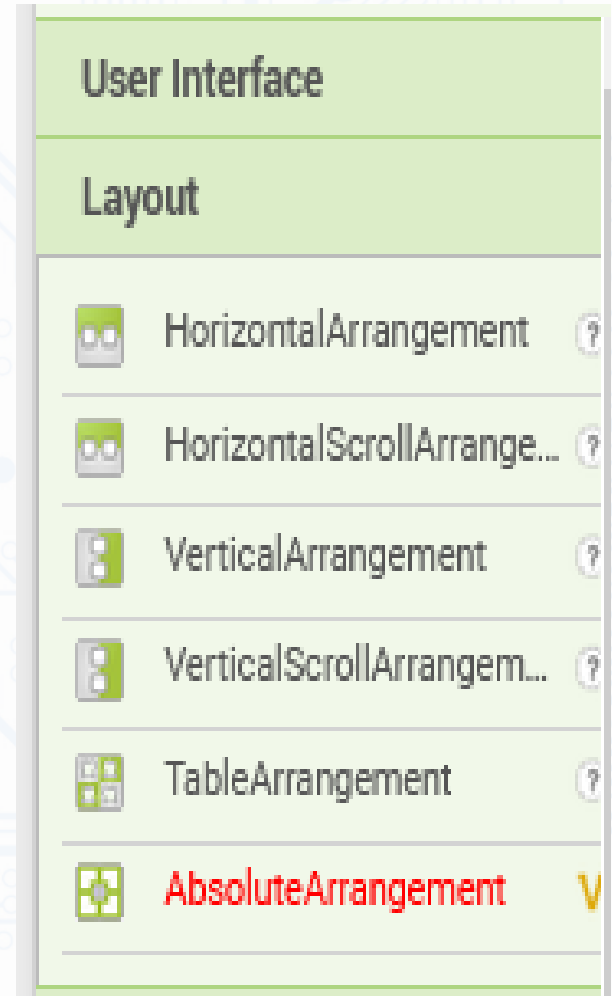 User Interface
Layout
HorizontalArrangement ?
HorizontalScrollArrange... ?
VerticalArrangement ?
VerticalScrollArrangem... ?
TableArrangement ?
AbsoluteArrangement V